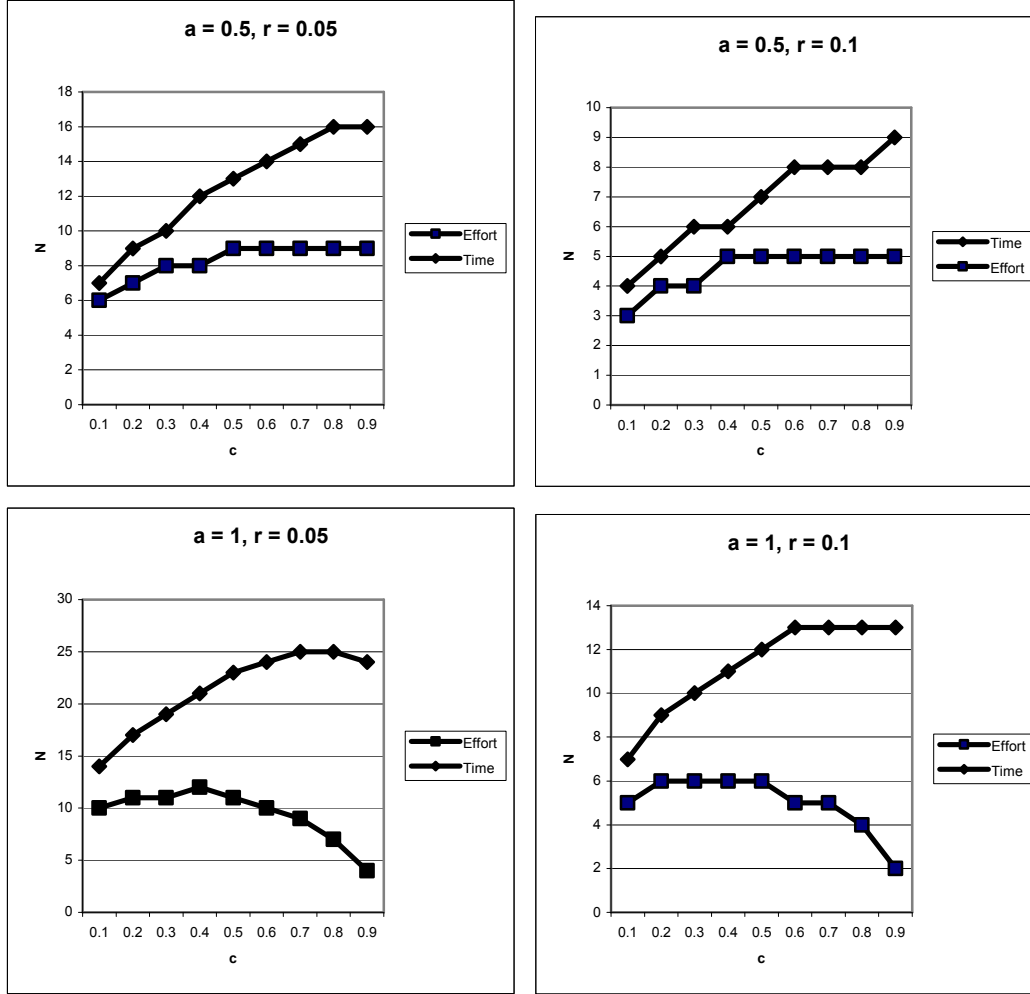 a = 0.5, r = 0.05
18
16
14
12
10
8
6
4
2
0
N
0.1 0.2 0.3 0.4 0.5 0.6 0.7 0.8 0.9
c
Effort
Time
a = 0.5, r = 0.1
10
9
8
7
6
5
4
3
2
1
0
N
0.1 0.2 0.3 0.4 0.5 0.6 0.7 0.8 0.9
c
Time
Effort
a = 1, r = 0.05
30
25
20
15
10
5
0
N
0.1 0.2 0.3 0.4 0.5 0.6 0.7 0.8 0.9
c
Effort
Time
a = 1, r = 0.1
14
12
10
8
6
4
2
0
N
0.1 0.2 0.3 0.4 0.5 0.6 0.7 0.8 0.9
c
Effort
Time